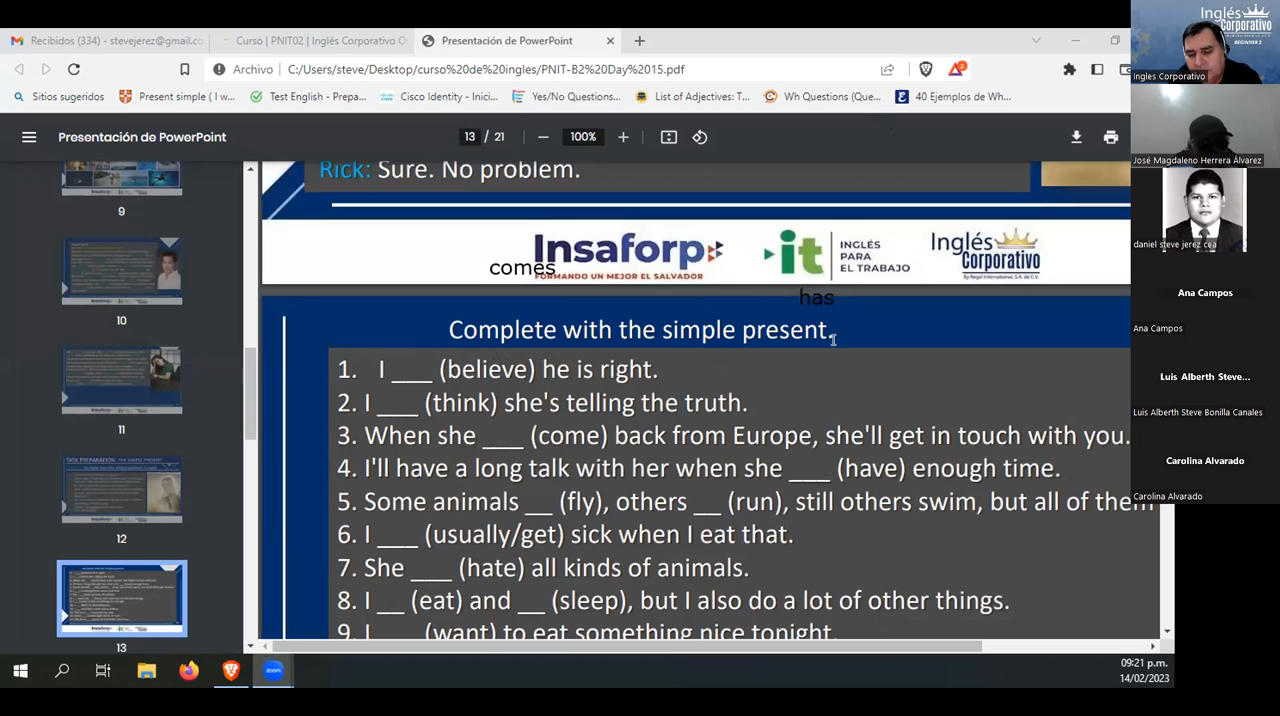 Recibidos (334) - stevejerez@gmail.co
Curso | PNIT02 | Inglés Corporativo O
Presentación de PowerPoint
Archivo C:/Users/steve/Desktop/curso%20de%20ingles/PNIT-B2%20Day%2015.pdf
Sitios sugeridos
Present simple ( I w...
Test English - Prepa...
Cisco Identity - Inici...
Yes/No Questions...
List of Adjectives: T...
Wh Questions (Que...
40 Ejemplos de Wh...
Presentación de PowerPoint
13 / 21
100%
9
10
11
12
13
Rick: Sure. No problem.
Insaforp
FORMANDO UN MEJOR EL SALVADOR
it
INGLÉS
PARA
EL TRABAJO
Inglés
Corporativo
By Regal International, S.A. de C.V.
comes
has
Complete with the simple present.
1. I ___ (believe) he is right.
2. I ___ (think) she's telling the truth.
3. When she ___ (come) back from Europe, she'll get in touch with you.
4. I'll have a long talk with her when she ___ (have) enough time.
5. Some animals __ (fly), others __ (run), still others swim, but all of them
6. I ___ (usually/get) sick when I eat that.
7. She ___ (hate) all kinds of animals.
8. I __ (eat) and __ (sleep), but I also do a lot of other things.
9. I ___ (want) to eat something nice tonight.
09:21 p.m.
14/02/2023
Inglés
Corporativo
BEGINNER 2
Ingles Corporativo
José Magdaleno Herrera Álvarez
daniel steve jerez cea
Ana Campos
Ana Campos
Luis Alberth Steve...
Luis Alberth Steve Bonilla Canales
Carolina Alvarado
Carolina Alvarado